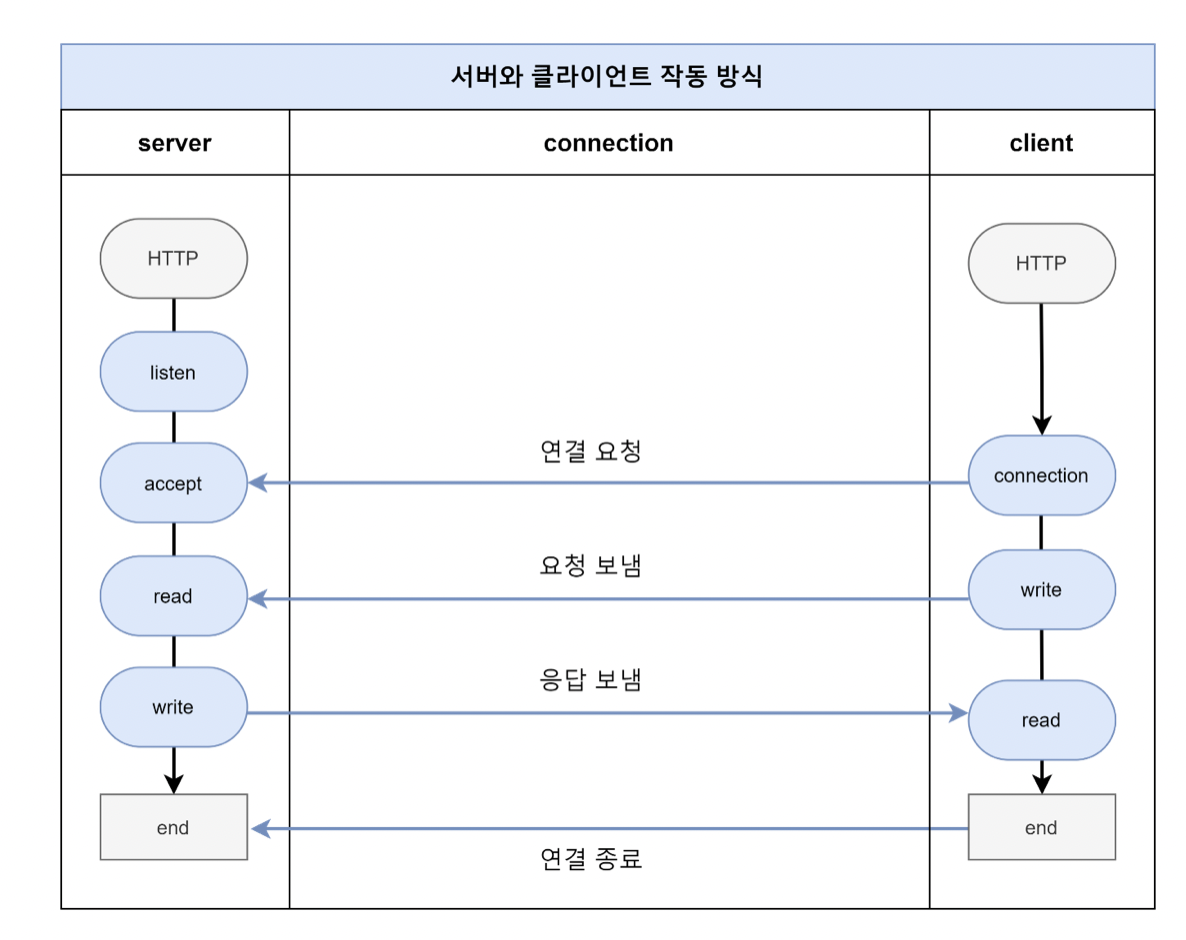 서버와 클라이언트 작동 방식
server
connection
client
HTTP
HTTP
listen
연결 요청
accept
connection
요청 보냄
read
write
응답 보냄
write
read
end
end
연결 종료